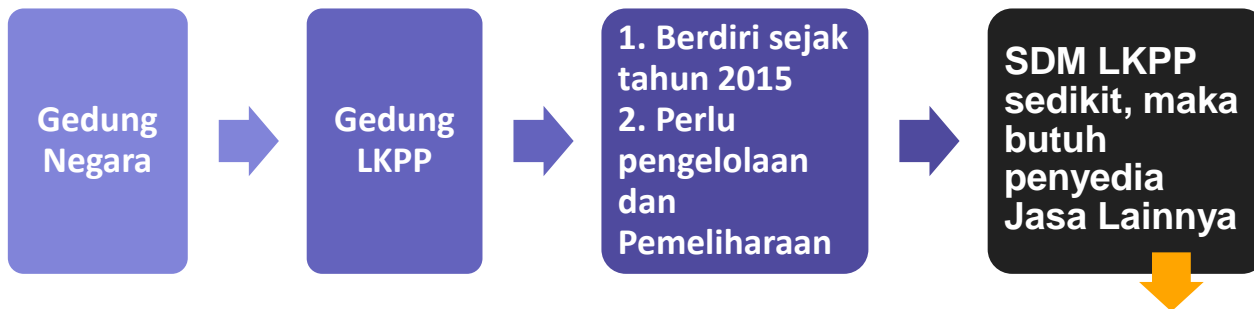 Gedung
Negara
Gedung
LKPP
1. Berdiri sejak
tahun 2015
2. Perlu
pengelolaan
dan
Pemeliharaan
SDM LKPP
sedikit, maka
butuh
penyedia
Jasa Lainnya